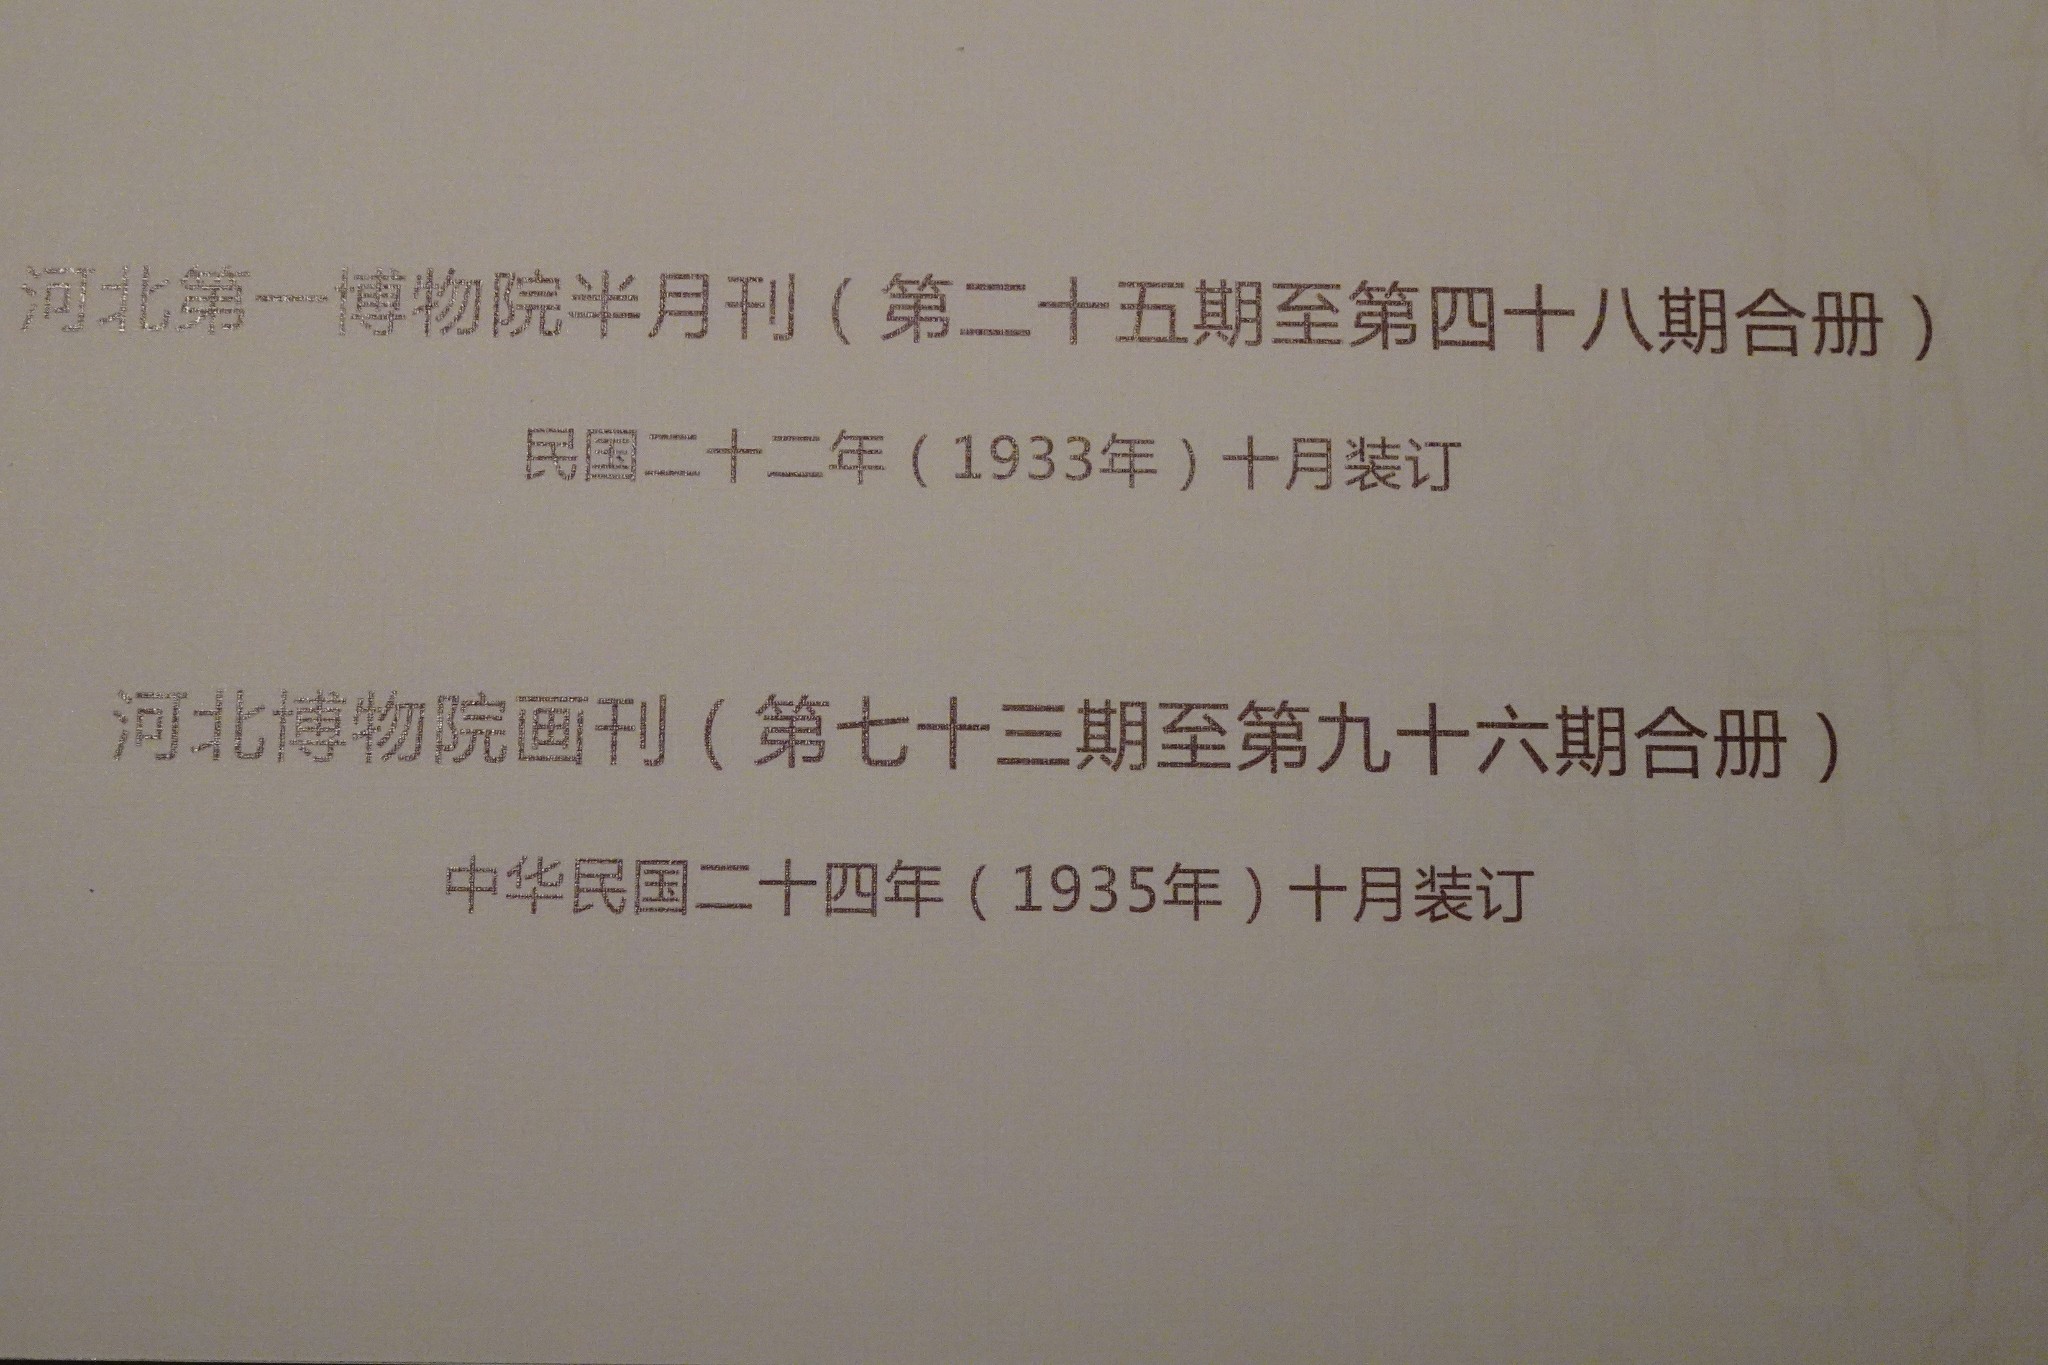 河北第一博物院半月刊（第二十五期至第四十八期合册）
民国二十二年（1933年）十月装订
河北博物院画刊（第七十三期至第九十六期合册）
中华民国二十四年（1935年）十月装订